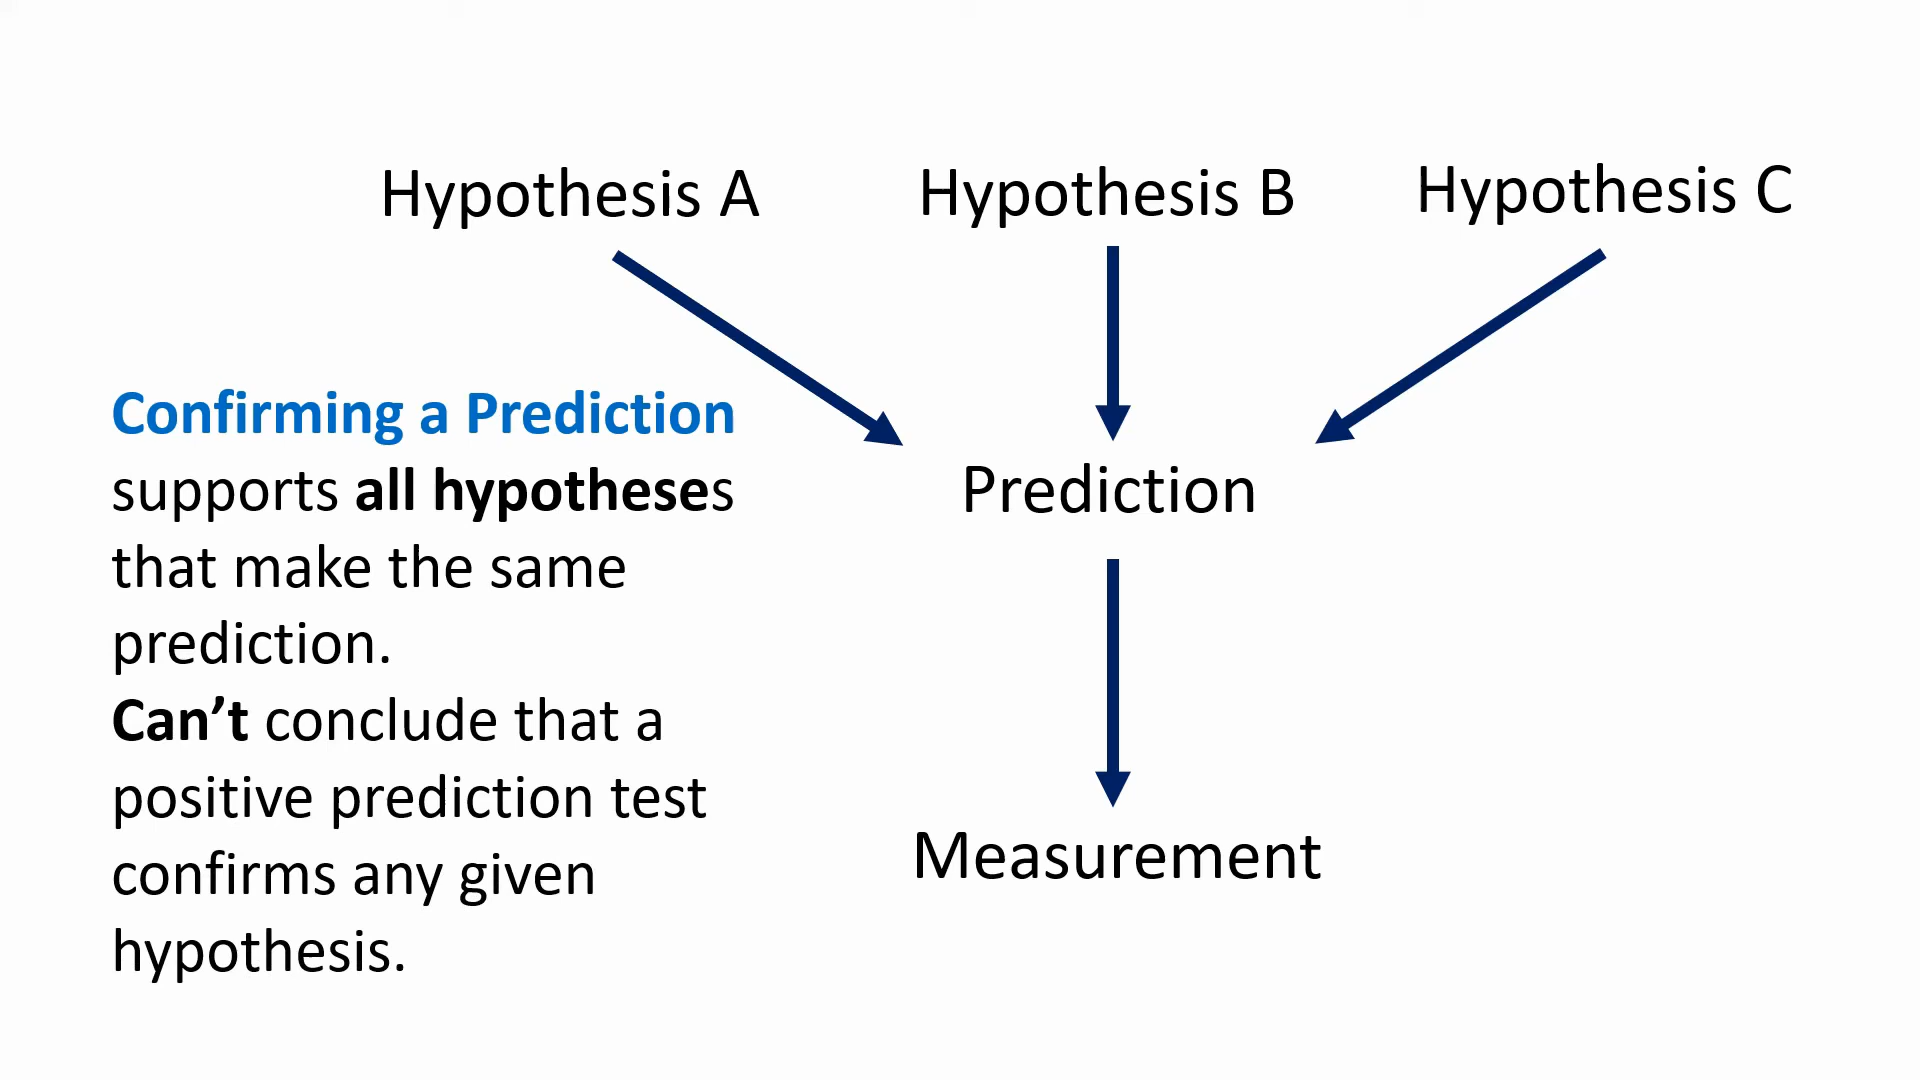 Hypothesis A
Hypothesis B
Hypothesis C
Confirming a Prediction
supports all hypotheses
that make the same
prediction.
Can’t conclude that a
positive prediction test
confirms any given
hypothesis.
Prediction
Measurement